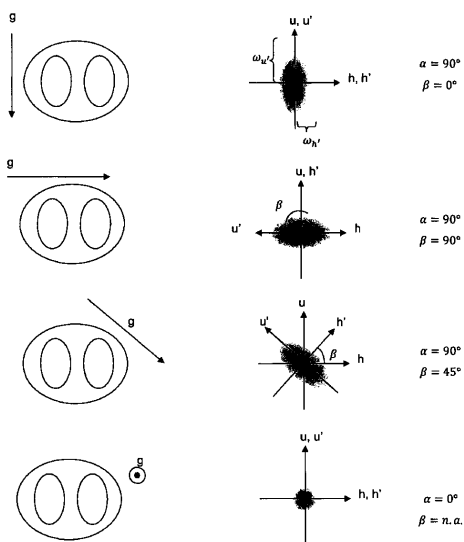 g
u, u'
ω_u'
h, h'
ω_h'
α = 90°
β = 0°
g
u, h'
β
u'
h
α = 90°
β = 90°
g
u
u'
h'
β
h
α = 90°
β = 45°
g
u, u'
h, h'
α = 0°
β = n.a.